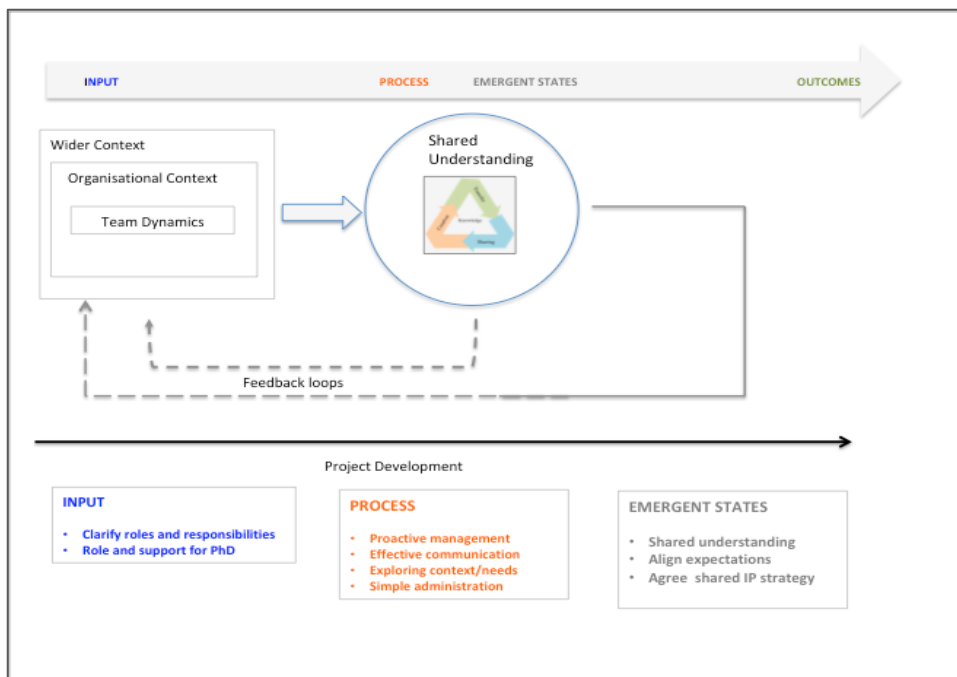 INPUT
PROCESS
EMERGENT STATES
OUTCOMES
Wider Context
Organisational Context
Team Dynamics
Shared
Understanding
Creation
Knowledge
Sharing
Feedback loops
Project Development
INPUT
• Clarify roles and responsibilities
• Role and support for PhD
PROCESS
• Proactive management
• Effective communication
• Exploring context/needs
• Simple administration
EMERGENT STATES
• Shared understanding
• Align expectations
• Agree shared IP strategy